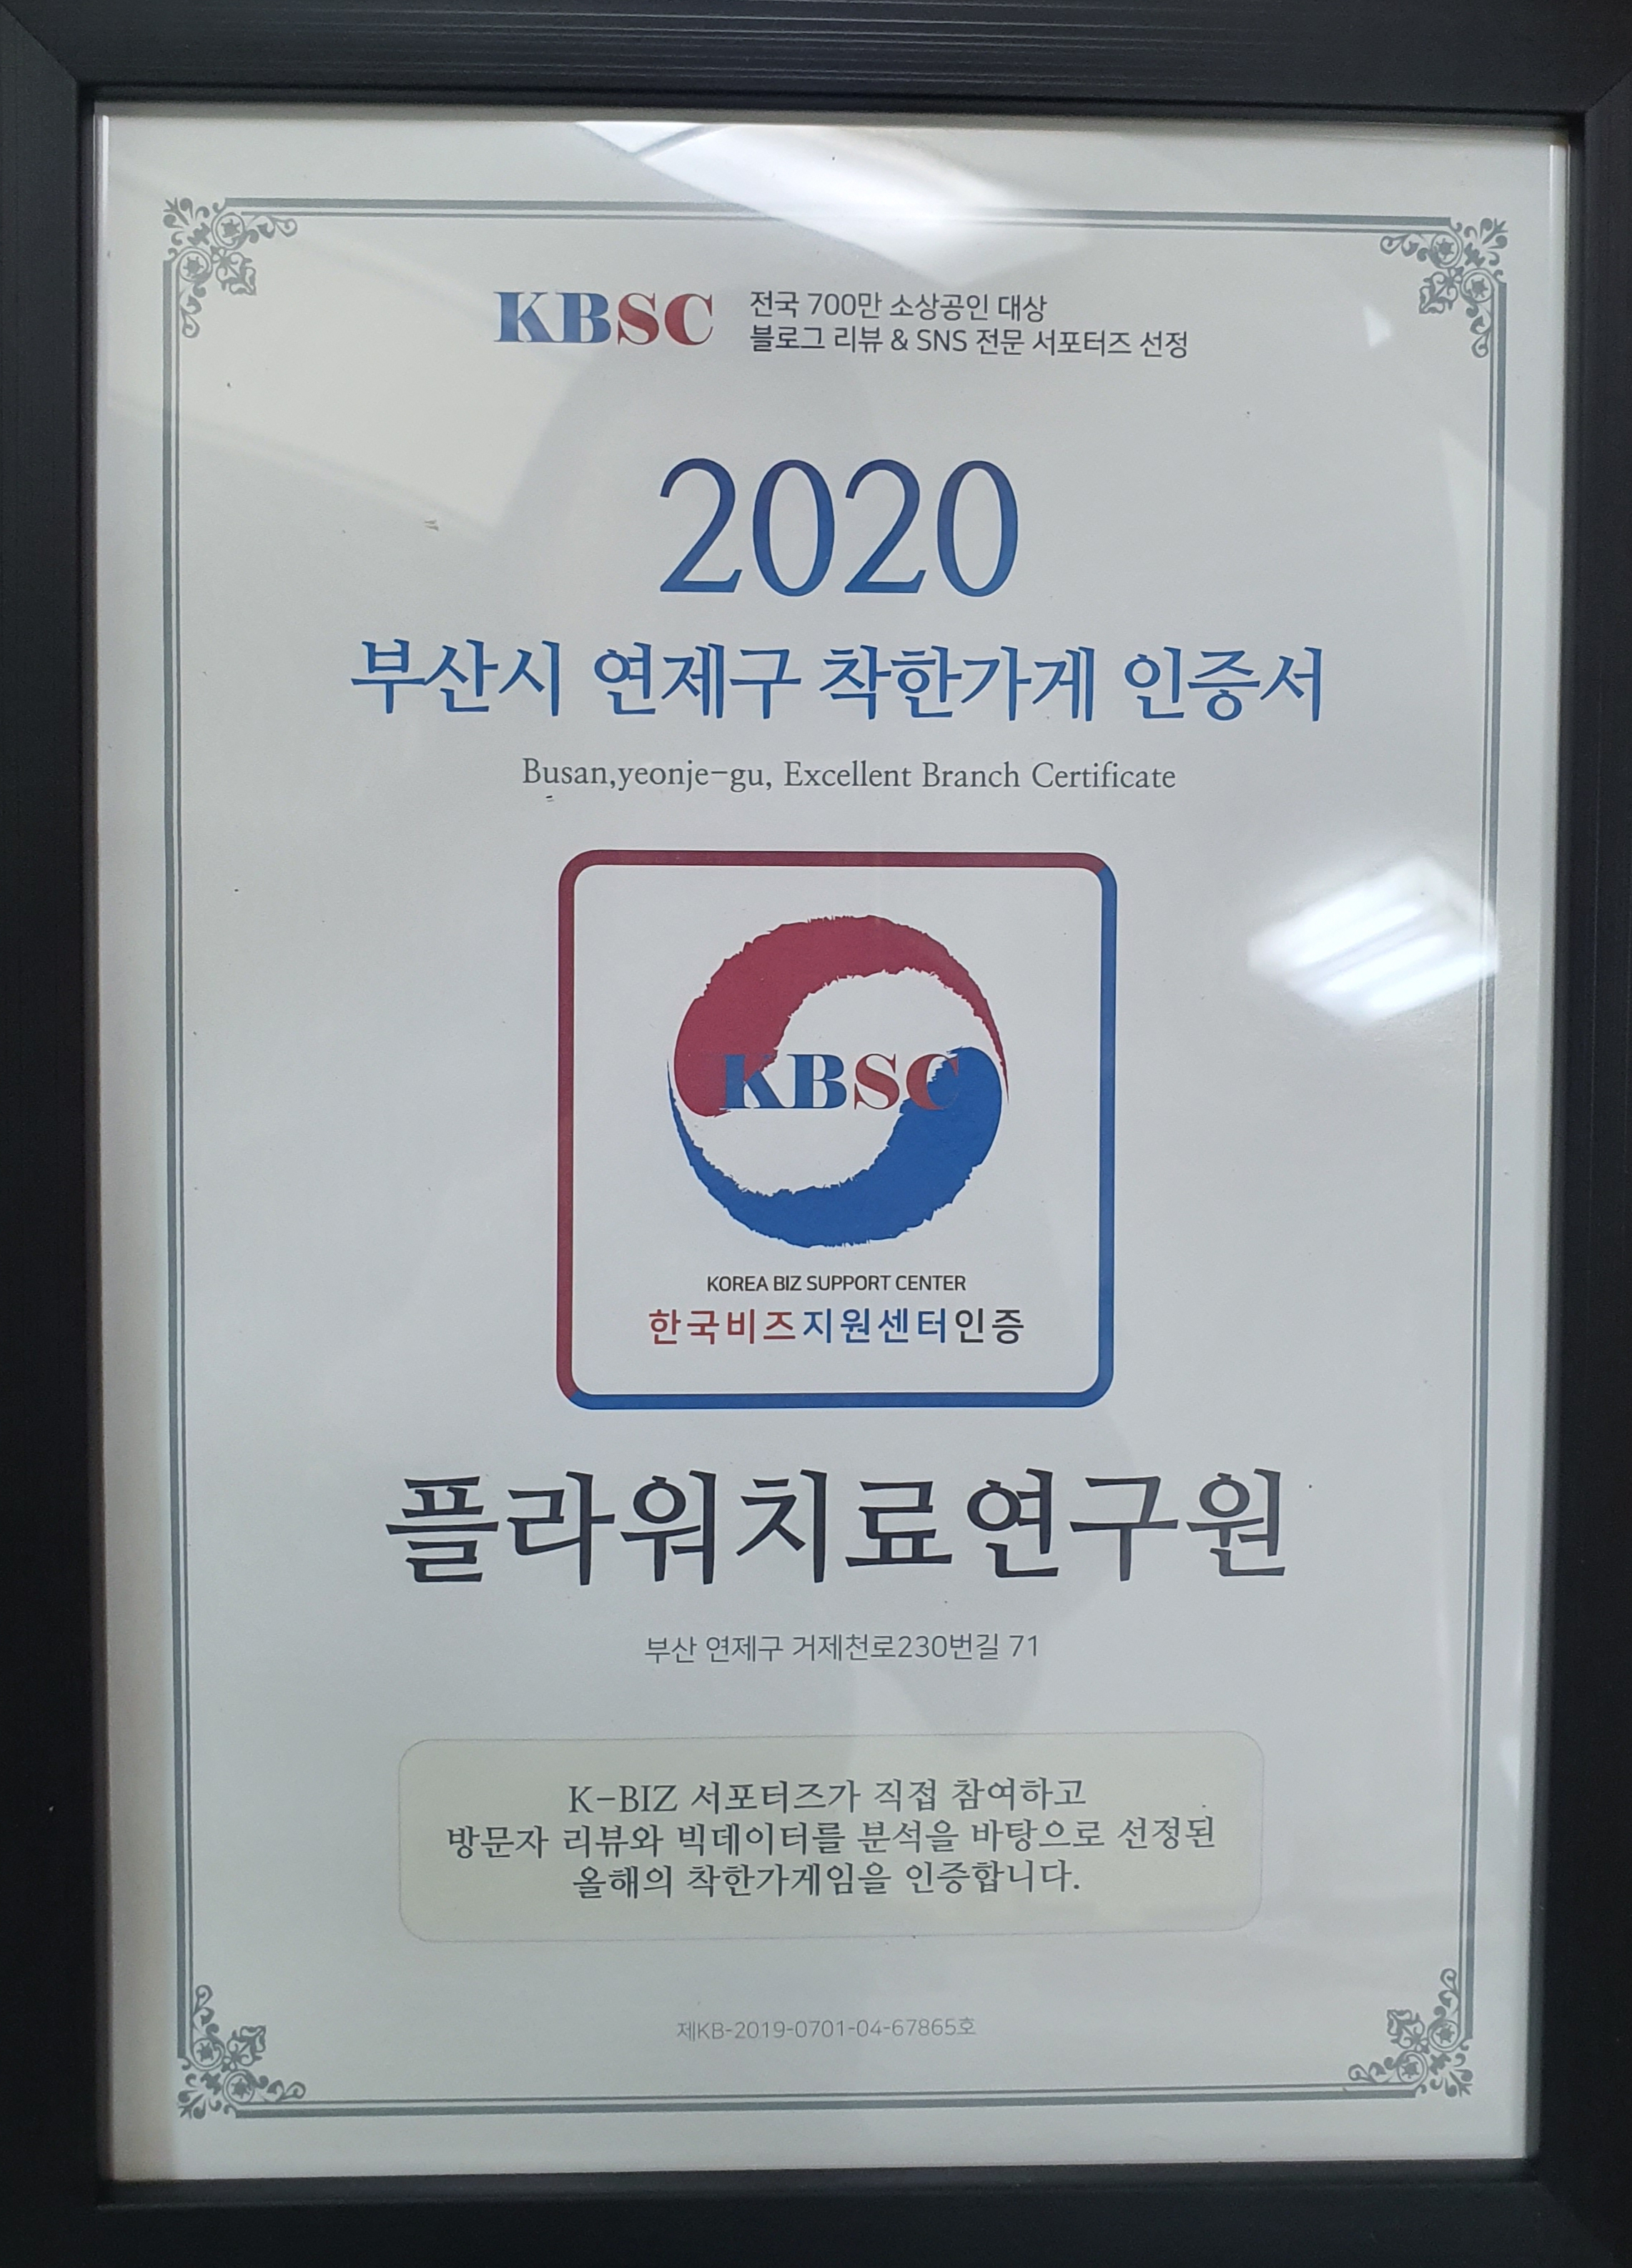 KBSC
전국 700만 소상공인 대상
블로그 리뷰 & SNS 전문 서포터즈 선정
2020
부산시 연제구 착한가게 인증서
Busan,yeonje-gu, Excellent Branch Certificate
KBSC
KOREA BIZ SUPPORT CENTER
한국비즈지원센터인증
플라워치료연구원
부산 연제구 거제천로230번길 71
K-BIZ 서포터즈가 직접 참여하고
방문자 리뷰와 빅데이터를 분석을 바탕으로 선정된
올해의 착한가게임을 인증합니다.
제KB-2019-0701-04-67865호